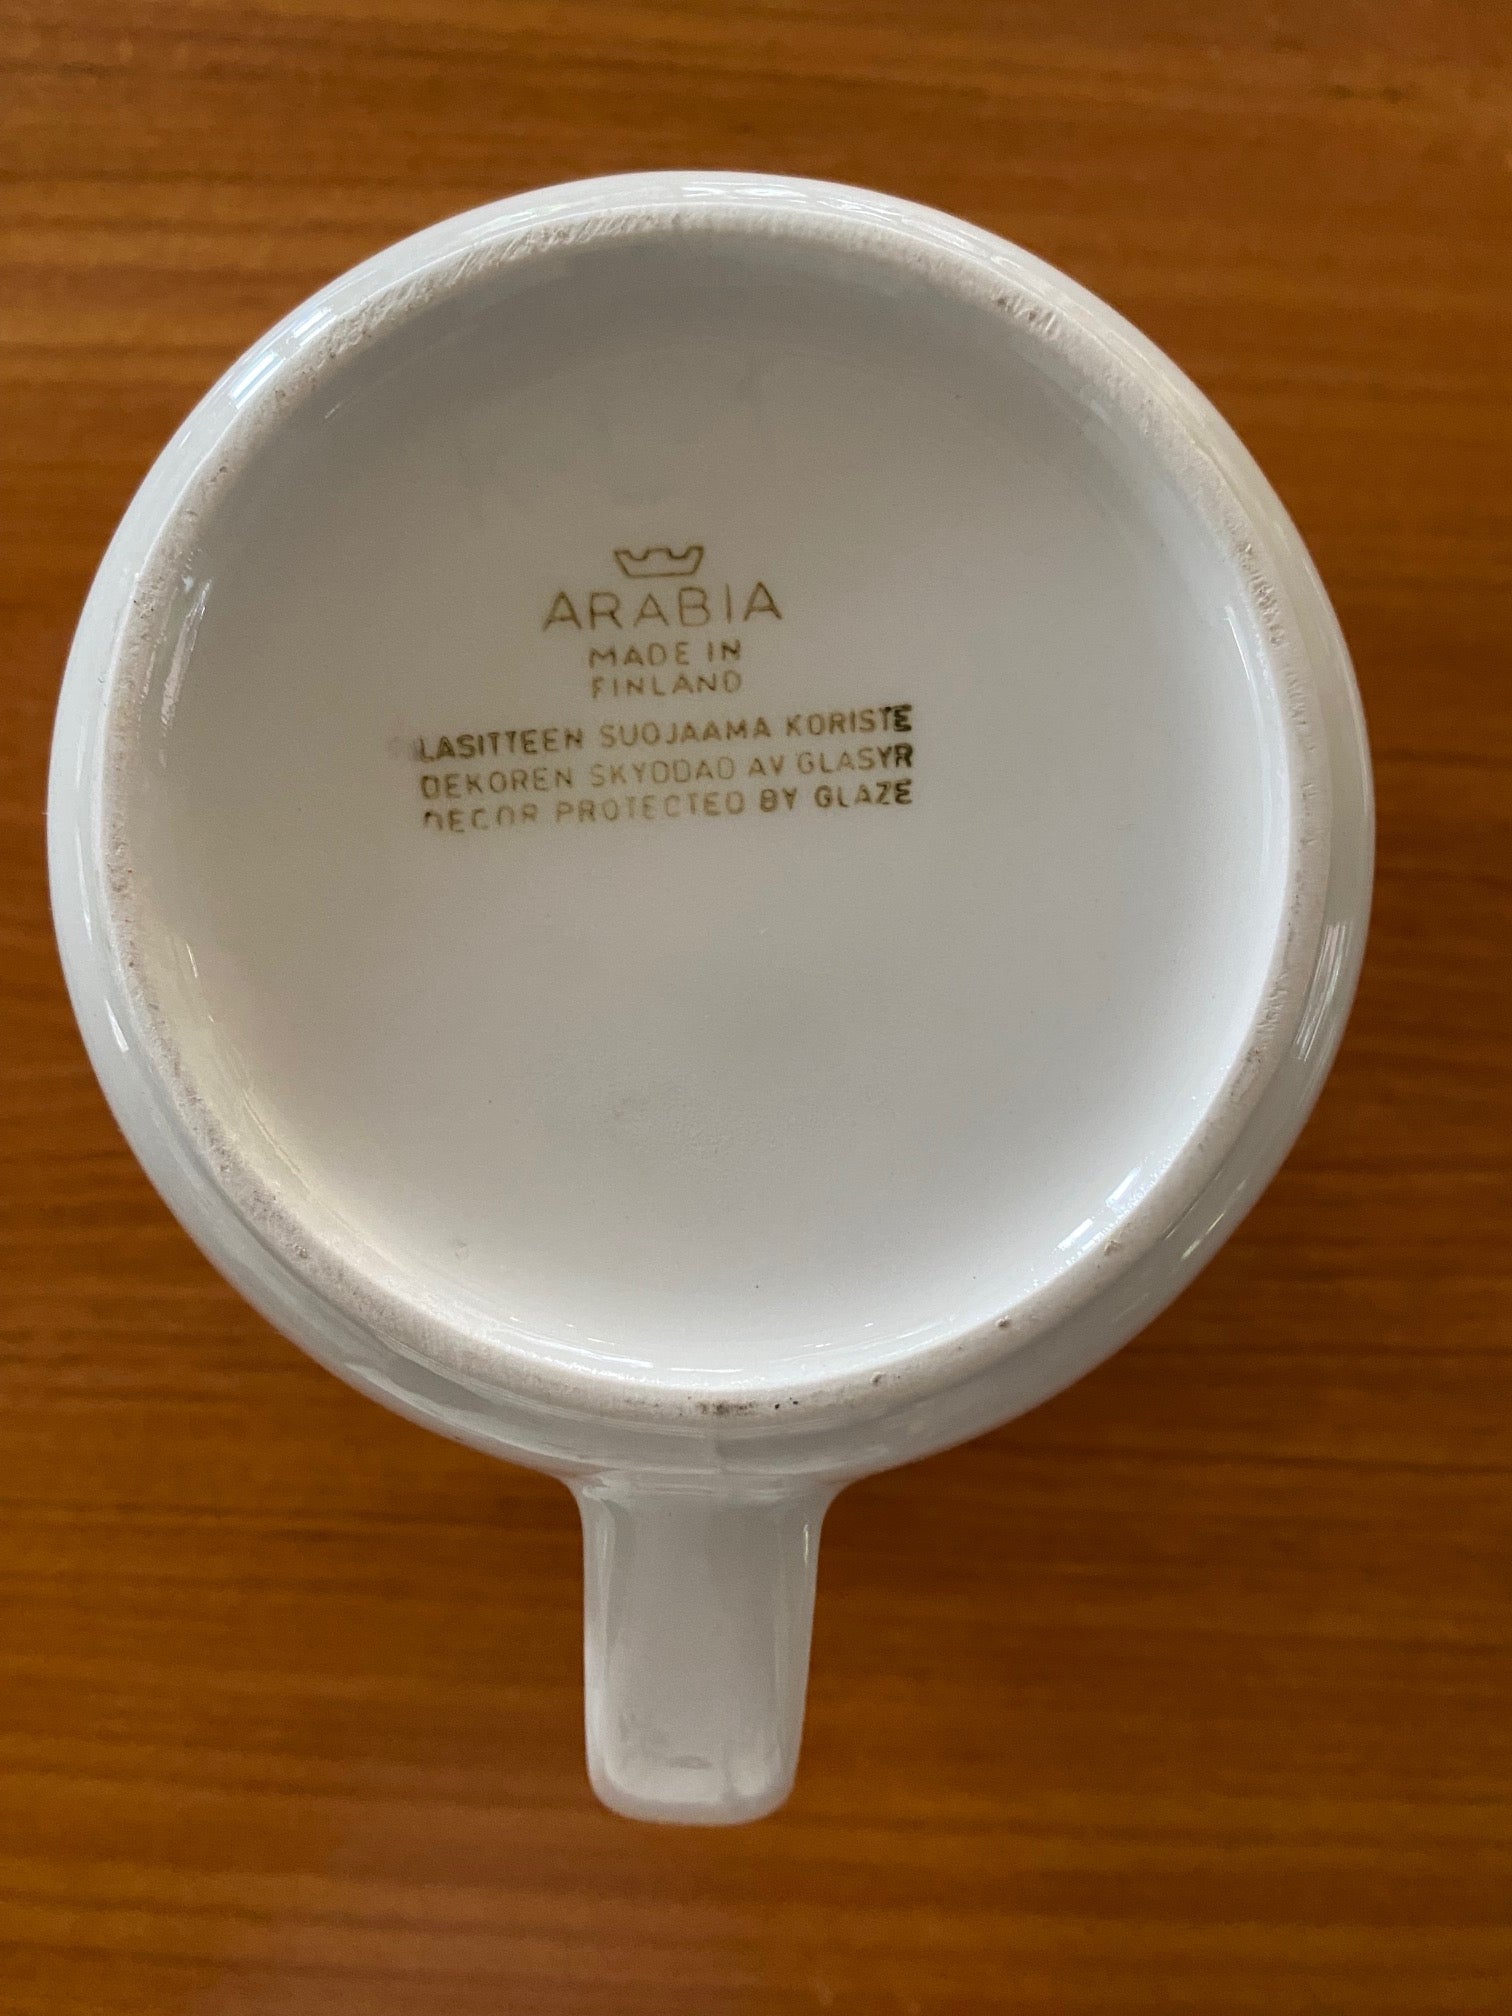 ARABIA
MADE IN
FINLAND
LASITTEEN SUOJAAMA KORISTE
DEKOREN SKYDDAD AV GLASYR
DECOR PROTECTED BY GLAZE